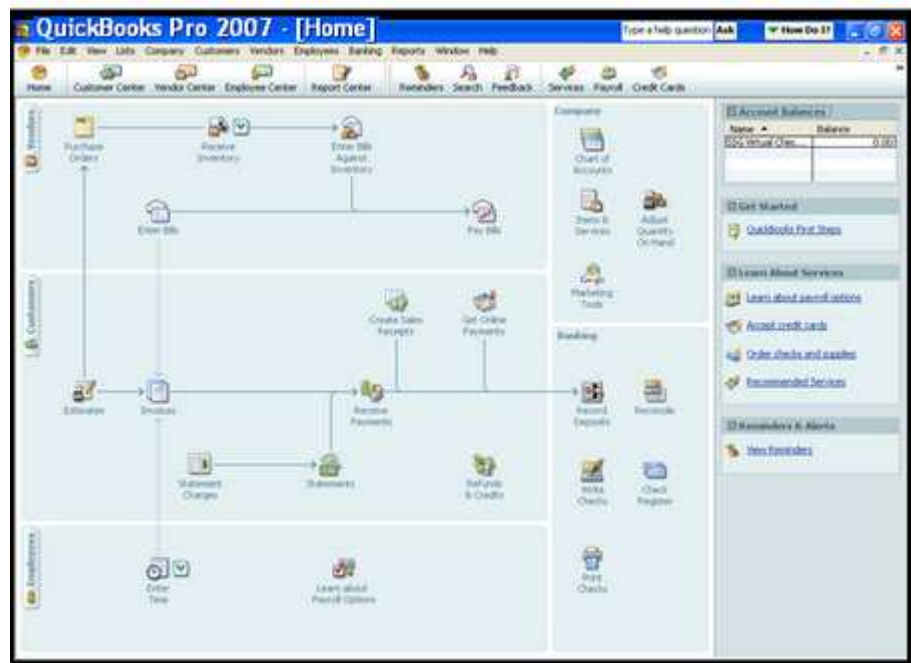 QuickBooks Pro 2007 - [Home]
Type a help question Ask
How Do I?
File Edit View Lists Company Customers Vendors Employees Banking Reports Window Help
Home Customer Center Vendor Center Employee Center Report Center Reminders Search Feedback Services Payroll Credit Cards
Vendors
Purchase
Orders
Receive
Inventory
Enter Bills
Against
Inventory
Enter Bills
Pay Bills
Customers
Create Sales
Receipts
Get Online
Payments
Estimates
Invoices
Receive
Payments
Statement
Charges
Statements
Refunds
& Credits
Employees
Enter
Time
Learn about
Payroll Options
Company
Chart of
Accounts
Items &
Services
Adjust
Quantity
On Hand
Marketing
Tools
Banking
Record
Deposits
Reconcile
Write
Checks
Check
Register
Print
Checks
Account Balances
Name Balance
SSG Virtual Chec... 0.00
Get Started
QuickBooks First Steps
Learn About Services
Learn about payroll options
Accept credit cards
Order checks and supplies
Recommended Services
Reminders & Alerts
View Reminders